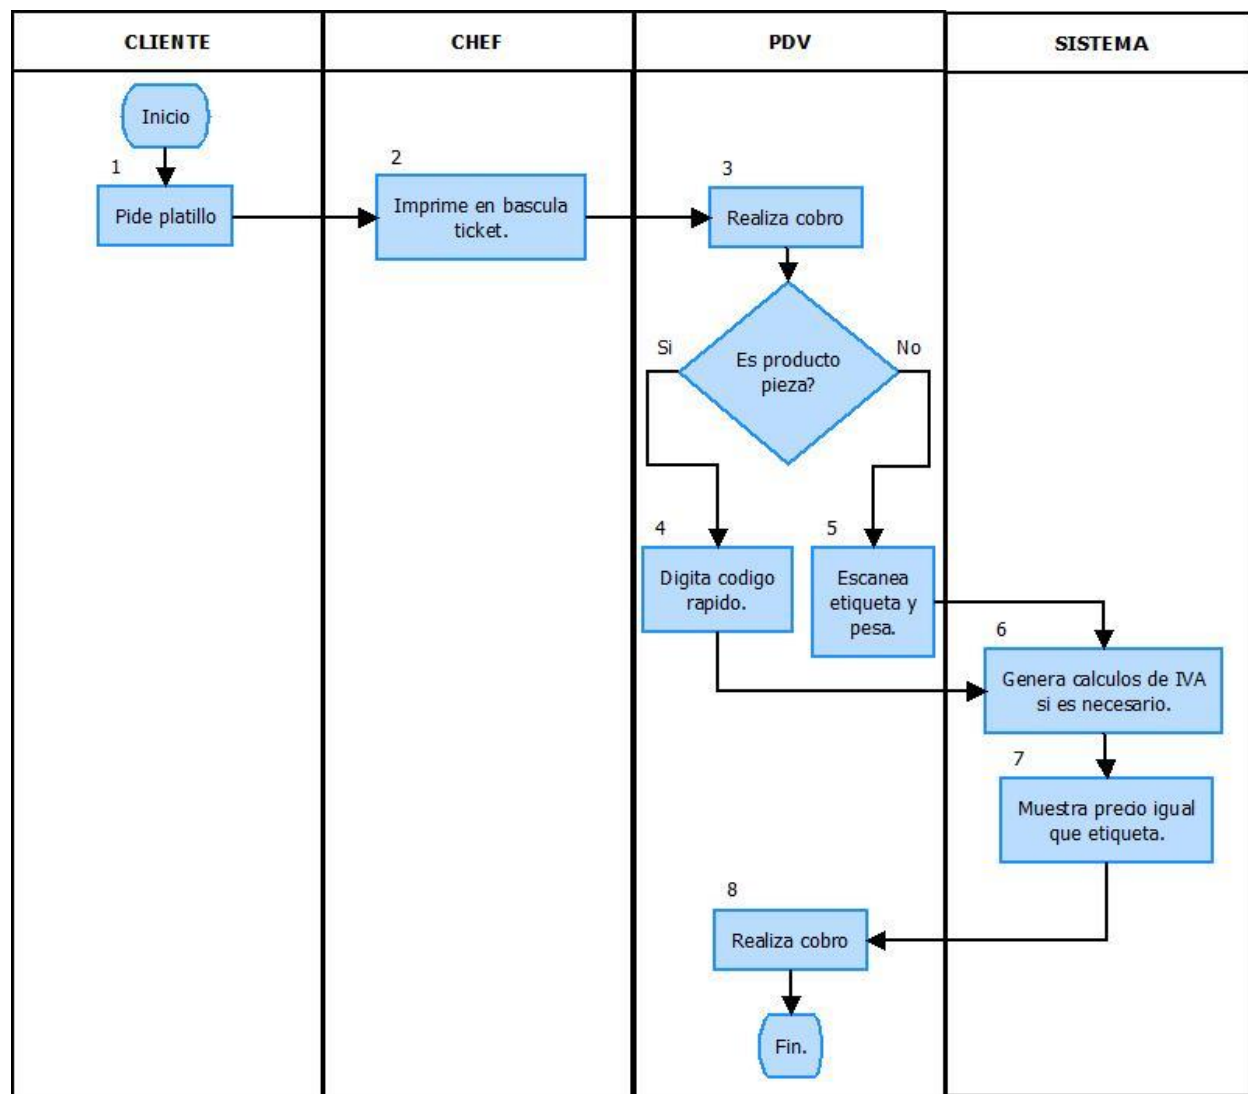 CLIENTE
CHEF
PDV
SISTEMA
Inicio
1
Pide platillo
2
Imprime en bascula
ticket.
3
Realiza cobro
Es producto
pieza?
Si
No
4
Digita codigo
rapido.
5
Escanea
etiqueta y
pesa.
6
Genera calculos de IVA
si es necesario.
7
Muestra precio igual
que etiqueta.
8
Realiza cobro
Fin.